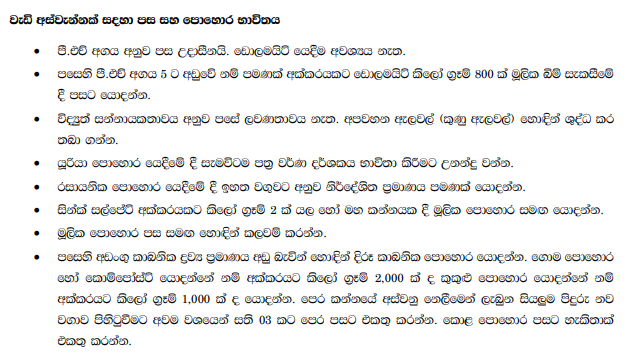 වැඩි අස්වැන්නක් සඳහා පස සහ පොහොර භාවිතය
• පී.එච් අගය අනුව පස උදාසීනයි. ඩොලමයිට් යෙදීම අවශ්‍යය නැත.
• පසෙහි පී.එච් අගය 5 ට අඩුවේ නම් පමණක් අක්කරයකට ඩොලමයිට් කිලෝ ග්‍රෑම් 800 ක් මූලික බිම් සැකසීමේ
දී පසට යොදන්න.
• විද්‍යුත් සන්නායකතාවය අනුව පසේ ලවණතාවය නැත. අපවහන ඇලවල් (කුණු ඇලවල්) හොඳින් ශුද්ධ කර
තබා ගන්න.
• යූරියා පොහොර යෙදීමේ දී සැමවිටම පත්‍ර වර්ණ දර්ශකය භාවිතා කිරීමට උනන්දු වන්න.
• රසායනික පොහොර යෙදීමේ දී ඉහත වගුවට අනුව නිර්දේශිත ප්‍රමාණය පමණක් යොදන්න.
• සින්ක් සල්පේට් අක්කරයකට කිලෝ ග්‍රෑම් 2 ක් යල හෝ මහ කන්නයක දී මූලික පොහොර සමඟ යොදන්න.
• මූලික පොහොර පස සමඟ හොඳින් කලවම් කරන්න.
• පසෙහි අඩංගු කාබනික ද්‍රව්‍ය ප්‍රමාණය අඩු බැවින් හොඳින් දිරූ කාබනික පොහොර යොදන්න. ගොම පොහොර
හෝ කොම්පෝස්ට් යොදන්නේ නම් අක්කරයට කිලෝ ග්‍රෑම් 2,000 ක් ද කුකුළු පොහොර යොදන්නේ නම්
අක්කරයට කිලෝ ග්‍රෑම් 1,000 ක් ද යොදන්න. පෙර කන්නයේ අස්වනු නෙලීමෙන් ලැබුන සියලුම පිදුරු නව
වගාව පිහිටුවීමට අවම වශයෙන් සති 03 කට පෙර පසට එකතු කරන්න. කොළ පොහොර පසට හැකිතාක්
එකතු කරන්න.